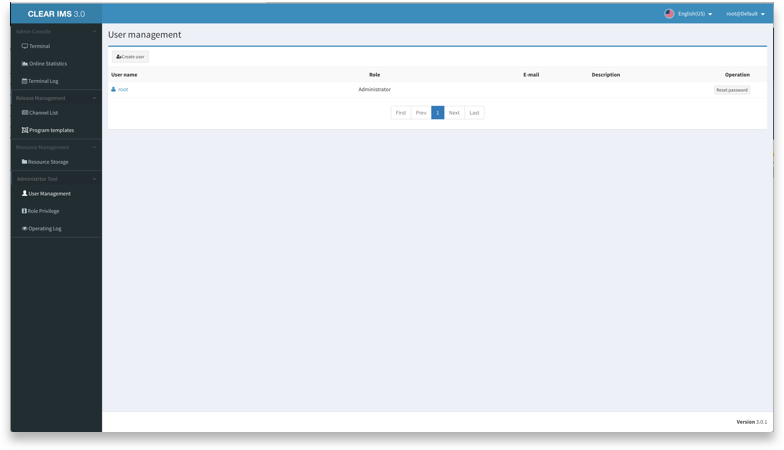 CLEAR IMS 3.0
English(US)
root@Default
Admin Console
Terminal
Online Statistics
Terminal Log
Release Management
Channel List
Program templates
Resource Management
Resource Storage
Administritor Tool
User Management
Role Privilege
Operating Log
User management
Create user
User name Role E-mail Description Operation
root Administrator Reset password
First Prev 1 Next Last
Version 3.0.1